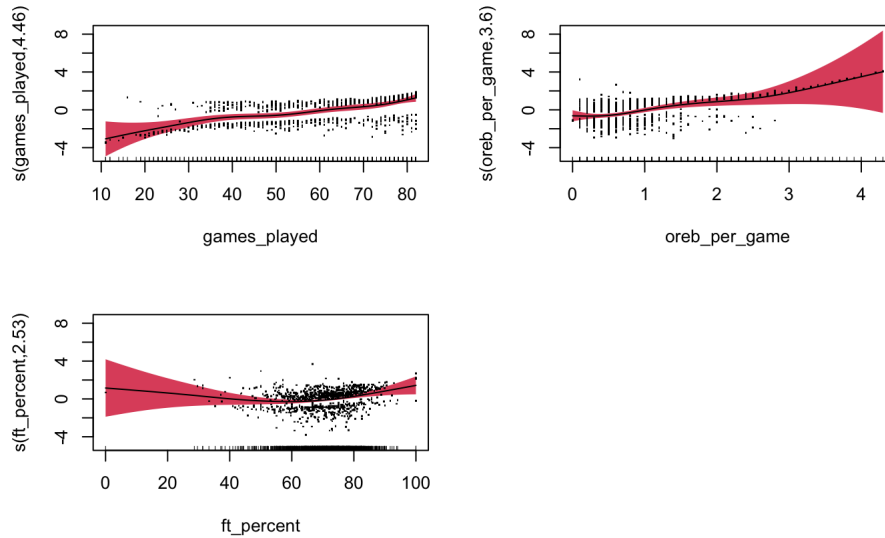 s(games_played,4.46)
8
4
0
-4
10 20 30 40 50 60 70 80
games_played
s(oreb_per_game,3.6)
8
4
0
-4
0 1 2 3 4
oreb_per_game
s(ft_percent,2.53)
8
4
0
-4
0 20 40 60 80 100
ft_percent